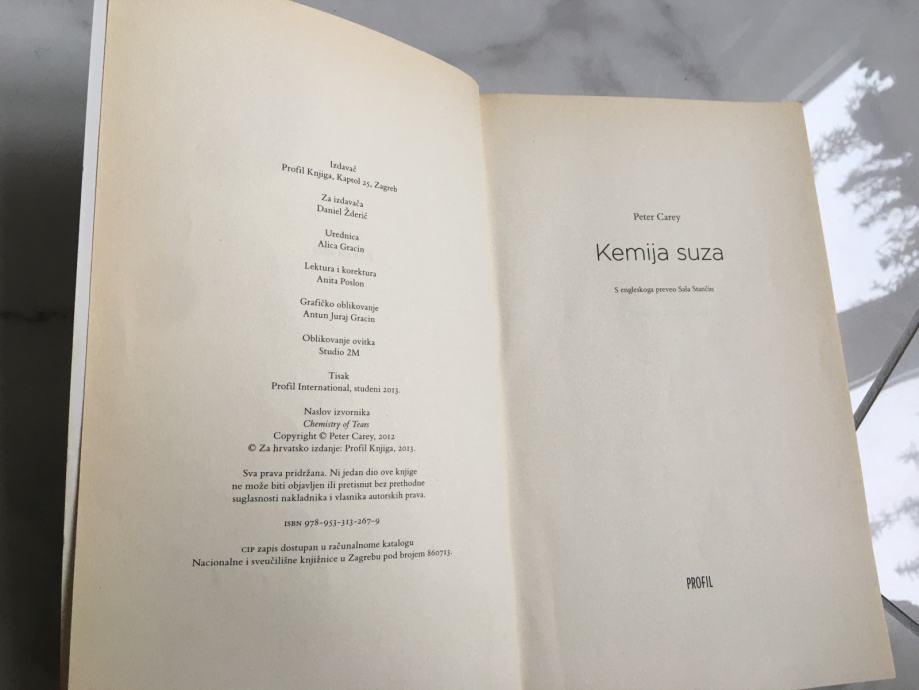 Izdavač
Profil Knjiga, Kaptol 25, Zagreb
Za izdavača
Daniel Žderić
Urednica
Alica Gracin
Lektura i korektura
Anita Poslon
Grafičko oblikovanje
Antun Juraj Gracin
Oblikovanje ovitka
Studio 2M
Tisak
Profil International, studeni 2013.
Naslov izvornika
Chemistry of Tears
Copyright © Peter Carey, 2012
© Za hrvatsko izdanje: Profil Knjiga, 2013.
Sva prava pridržana. Ni jedan dio ove knjige
ne može biti objavljen ili pretisnut bez prethodne
suglasnosti nakladnika i vlasnika autorskih prava.
ISBN 978-953-313-267-9
CIP zapis dostupan u računalnome katalogu
Nacionalne i sveučilišne knjižnice u Zagrebu pod brojem 860713.
Peter Carey
Kemija suza
S engleskoga preveo Saša Stančin
PROFIL